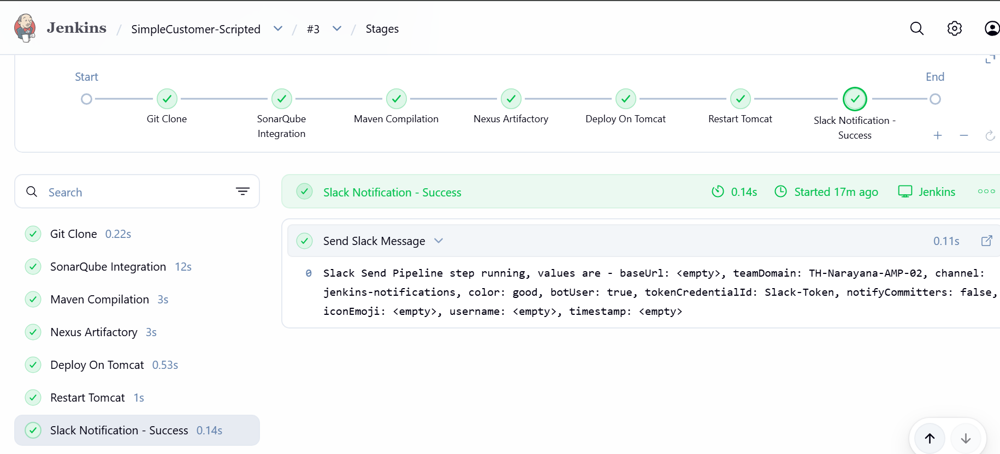 Jenkins / SimpleCustomer-Scripted / #3 / Stages
Start
End
Git Clone
SonarQube
Integration
Maven Compilation
Nexus Artifactory
Deploy On Tomcat
Restart Tomcat
Slack Notification -
Success
Search
Git Clone 0.22s
SonarQube Integration 12s
Maven Compilation 3s
Nexus Artifactory 3s
Deploy On Tomcat 0.53s
Restart Tomcat 1s
Slack Notification - Success 0.14s
Slack Notification - Success 0.14s Started 17m ago Jenkins
Send Slack Message 0.11s
0 Slack Send Pipeline step running, values are - baseUrl: <empty>, teamDomain: TH-Narayana-AMP-02, channel:
jenkins-notifications, color: good, botUser: true, tokenCredentialId: Slack-Token, notifyCommitters: false,
iconEmoji: <empty>, username: <empty>, timestamp: <empty>